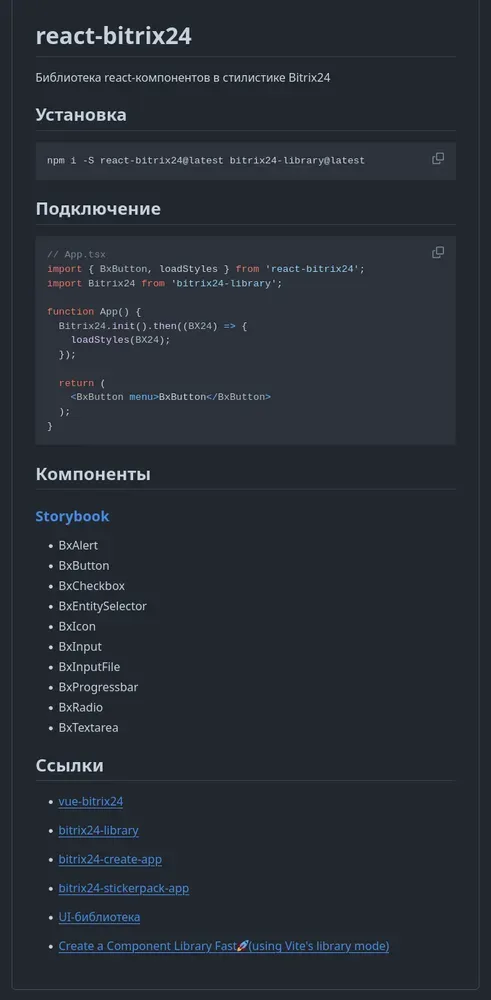 react-bitrix24
Библиотека react-компонентов в стилистике Bitrix24
Установка
npm i -S react-bitrix24@latest bitrix24-library@latest
Подключение
// App.tsx
import { BxButton, loadStyles } from 'react-bitrix24';
import Bitrix24 from 'bitrix24-library';

function App() {
  Bitrix24.init().then((BX24) => {
    loadStyles(BX24);
  });

  return (
    <BxButton menu>BxButton</BxButton>
  );
}
Компоненты
Storybook
• BxAlert
• BxButton
• BxCheckbox
• BxEntitySelector
• BxIcon
• BxInput
• BxInputFile
• BxProgressbar
• BxRadio
• BxTextarea
Ссылки
• vue-bitrix24
• bitrix24-library
• bitrix24-create-app
• bitrix24-stickerpack-app
• UI-библиотека
• Create a Component Library Fast🚀(using Vite's library mode)